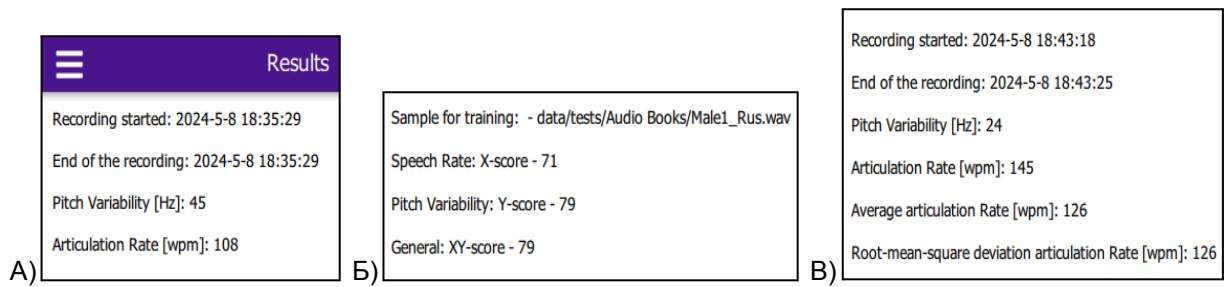 Results
Recording started: 2024-5-8 18:35:29
End of the recording: 2024-5-8 18:35:29
Pitch Variability [Hz]: 45
Articulation Rate [wpm]: 108
А)
Sample for training:  - data/tests/Audio Books/Male1_Rus.wav
Speech Rate: X-score - 71
Pitch Variability: Y-score - 79
General: XY-score - 79
Б)
Recording started: 2024-5-8 18:43:18
End of the recording: 2024-5-8 18:43:25
Pitch Variability [Hz]: 24
Articulation Rate [wpm]: 145
Average articulation Rate [wpm]: 126
Root-mean-square deviation articulation Rate [wpm]: 126
В)